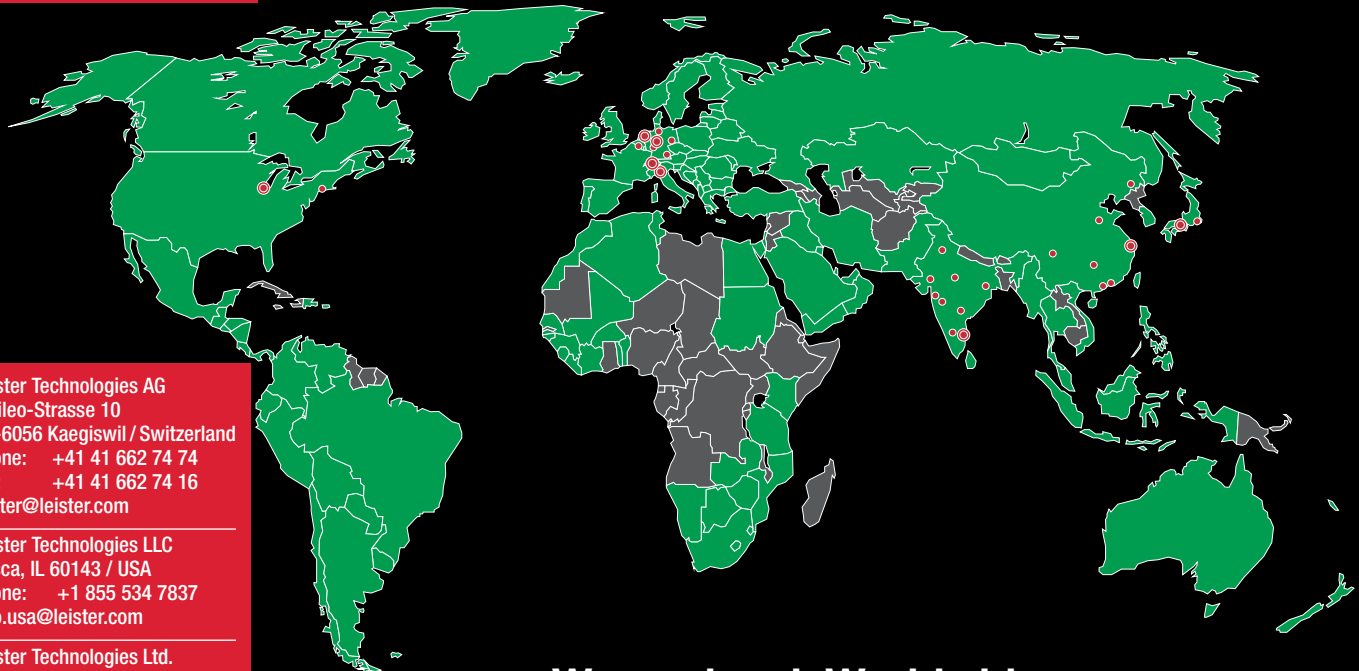 ster Technologies AG
ileo-Strasse 10
-6056 Kaegiswil / Switzerland
one: +41 41 662 74 74
+41 41 662 74 16
ter@leister.com
ster Technologies LLC
sca, IL 60143 / USA
one: +1 855 534 7837
o.usa@leister.com
ster Technologies Ltd.